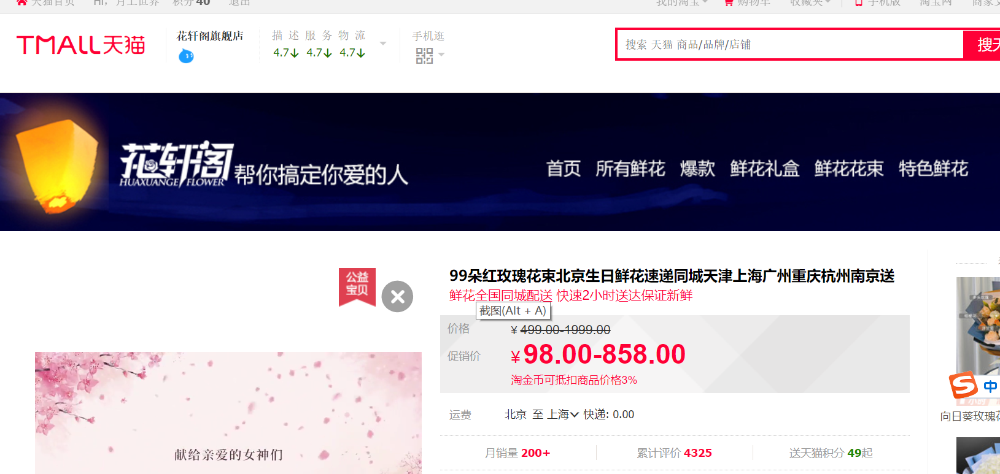 天猫首页 Hi，月上世界 积分40 退出 我的淘宝 购物车 收藏夹 手机版 淘宝网
TMALL天猫
花轩阁旗舰店
描 述 服 务 物 流
4.7↓ 4.7↓ 4.7↓
手机逛
搜索 天猫 商品/品牌/店铺
花轩阁
HUAXUANGE FLOWER
帮你搞定你爱的人
首页 所有鲜花 爆款 鲜花礼盒 鲜花花束 特色鲜花
公益
宝贝
99朵红玫瑰花束北京生日鲜花速递同城天津上海广州重庆杭州南京送
鲜花全国同城配送 快速2小时送达保证新鲜
截图(Alt + A)
价格 ¥ 499.00-1999.00
促销价 ¥ 98.00-858.00
淘金币可抵扣商品价格3%
运费 北京 至 上海 快递: 0.00
月销量 200+ 累计评价 4325 送天猫积分 49起
献给亲爱的女神们
中
向日葵玫瑰